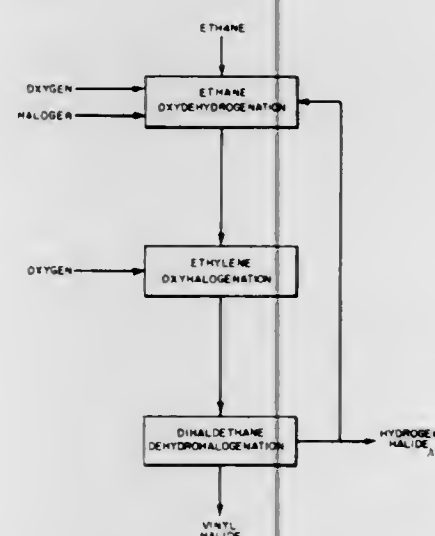 ETHANE
OXYGEN
HALOGEN
ETHANE
OXYDEHYDROGENATION
OXYGEN
ETHYLENE
OXYHALOGENATION
DIHALOETHANE
DEHYDROHALOGENATION
HYDROGEN
HALIDE
VINYL
HALIDE